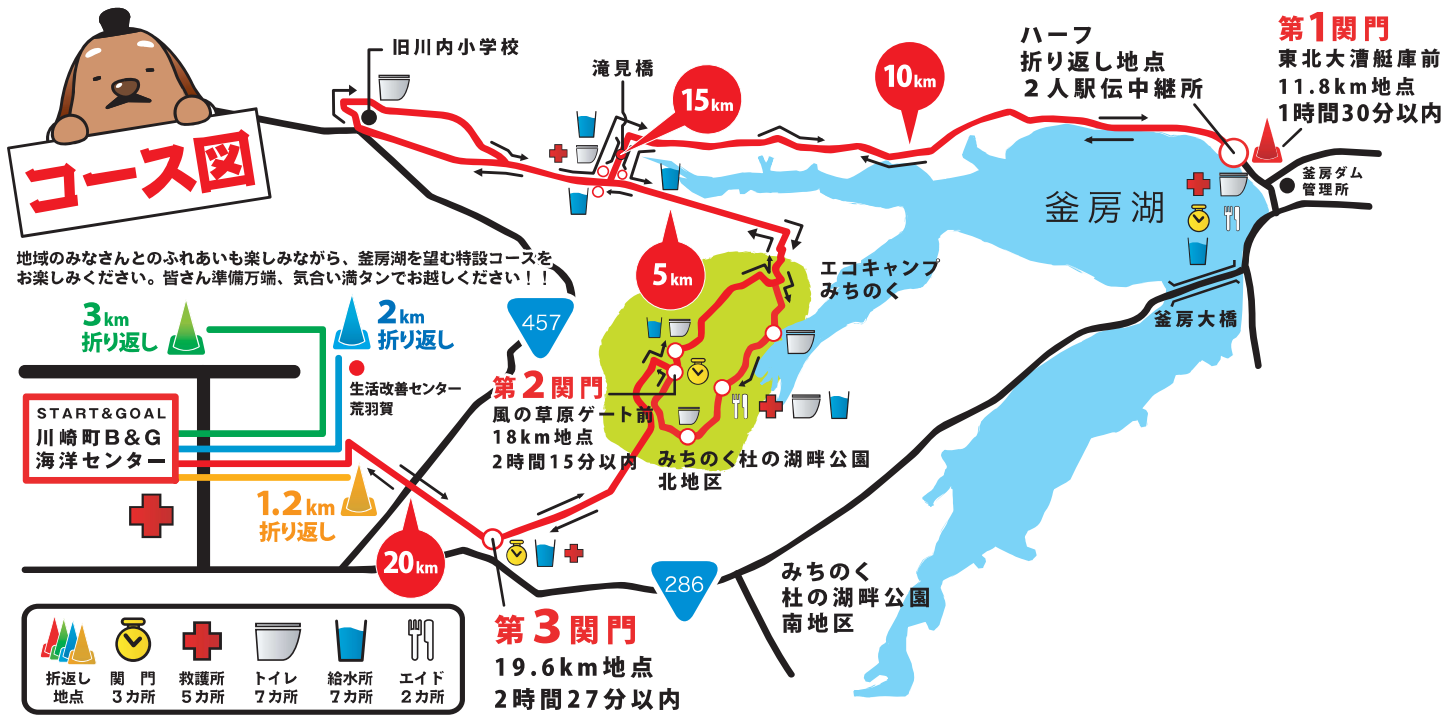 コース図
旧川内小学校
滝見橋
15km
10km
ハーフ
折り返し地点
2人駅伝中継所
第1関門
東北大漕艇庫前
11.8km地点
1時間30分以内
釜房ダム
管理所
釜房湖
地域のみなさんとのふれあいも楽しみながら、釜房湖を望む特設コースを
お楽しみください。皆さん準備万端、気合い満タンでお越しください！！
5km
エコキャンプ
みちのく
釜房大橋
3km
折り返し
2km
折り返し
457
生活改善センター
荒羽賀
START&GOAL
川崎町B&G
海洋センター
第2関門
風の草原ゲート前
18km地点
2時間15分以内
みちのく杜の湖畔公園
北地区
1.2km
折り返し
20km
286
みちのく
杜の湖畔公園
南地区
第3関門
19.6km地点
2時間27分以内
折返し
地点
関門
3カ所
救護所
5カ所
トイレ
7カ所
給水所
7カ所
エイド
2カ所